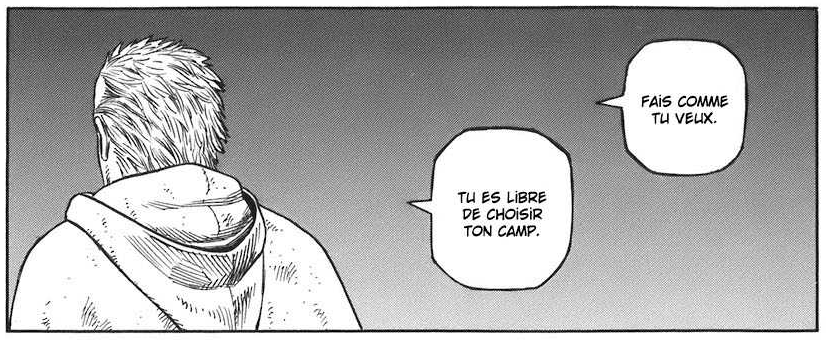 FAIS COMME
TU VEUX.
TU ES LIBRE
DE CHOISIR
TON CAMP.